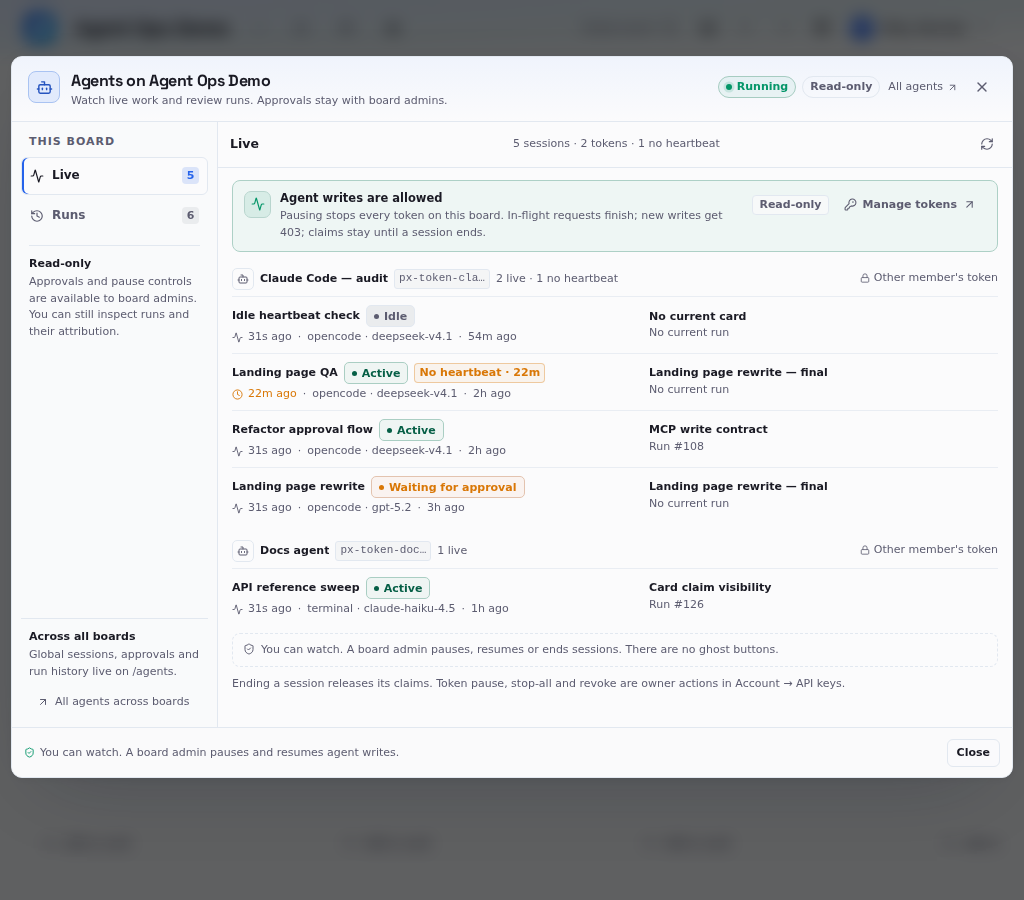 Agents on Agent Ops Demo
Watch live work and review runs. Approvals stay with board admins.
Running
Read-only
All agents
THIS BOARD
Live 5
Runs 6
Read-only
Approvals and pause controls
are available to board admins.
You can still inspect runs and
their attribution.
Across all boards
Global sessions, approvals and
run history live on /agents.
All agents across boards
Live
5 sessions · 2 tokens · 1 no heartbeat
Agent writes are allowed
Pausing stops every token on this board. In-flight requests finish; new writes get
403; claims stay until a session ends.
Read-only
Manage tokens
Claude Code — audit px-token-cla… 2 live · 1 no heartbeat
Other member's token
Idle heartbeat check Idle
31s ago · opencode · deepseek-v4.1 · 54m ago
No current card
No current run
Landing page QA Active No heartbeat · 22m
22m ago · opencode · deepseek-v4.1 · 2h ago
Landing page rewrite — final
No current run
Refactor approval flow Active
31s ago · opencode · deepseek-v4.1 · 2h ago
MCP write contract
Run #108
Landing page rewrite Waiting for approval
31s ago · opencode · gpt-5.2 · 3h ago
Landing page rewrite — final
No current run
Docs agent px-token-doc… 1 live
Other member's token
API reference sweep Active
31s ago · terminal · claude-haiku-4.5 · 1h ago
Card claim visibility
Run #126
You can watch. A board admin pauses, resumes or ends sessions. There are no ghost buttons.
Ending a session releases its claims. Token pause, stop-all and revoke are owner actions in Account → API keys.
You can watch. A board admin pauses and resumes agent writes.
Close